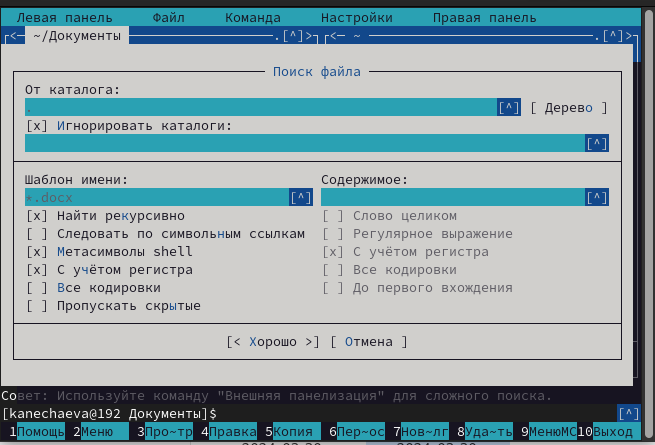 Левая панель Файл Команда Настройки Правая панель
<— ~/Документы .[^]> <— ~ .[^]>
Поиск файла
От каталога:
. [^] [ Дерево ]
[x] Игнорировать каталоги:
[^]
Шаблон имени: Содержимое:
*.docx [^] [^]
[x] Найти рекурсивно [ ] Слово целиком
[ ] Следовать по символьным ссылкам [ ] Регулярное выражение
[x] Метасимволы shell [x] С учётом регистра
[x] С учётом регистра [ ] Все кодировки
[ ] Все кодировки [ ] До первого вхождения
[ ] Пропускать скрытые
[< Хорошо >] [ Отмена ]
Совет: Используйте команду "Внешняя панелизация" для сложного поиска.
[kanechaeva@192 Документы]$ [^]
1Помощь 2Меню 3Про~тр 4Правка 5Копия 6Пер~ос 7Нов~лг 8Уда~ть 9МенюMC 10Выход